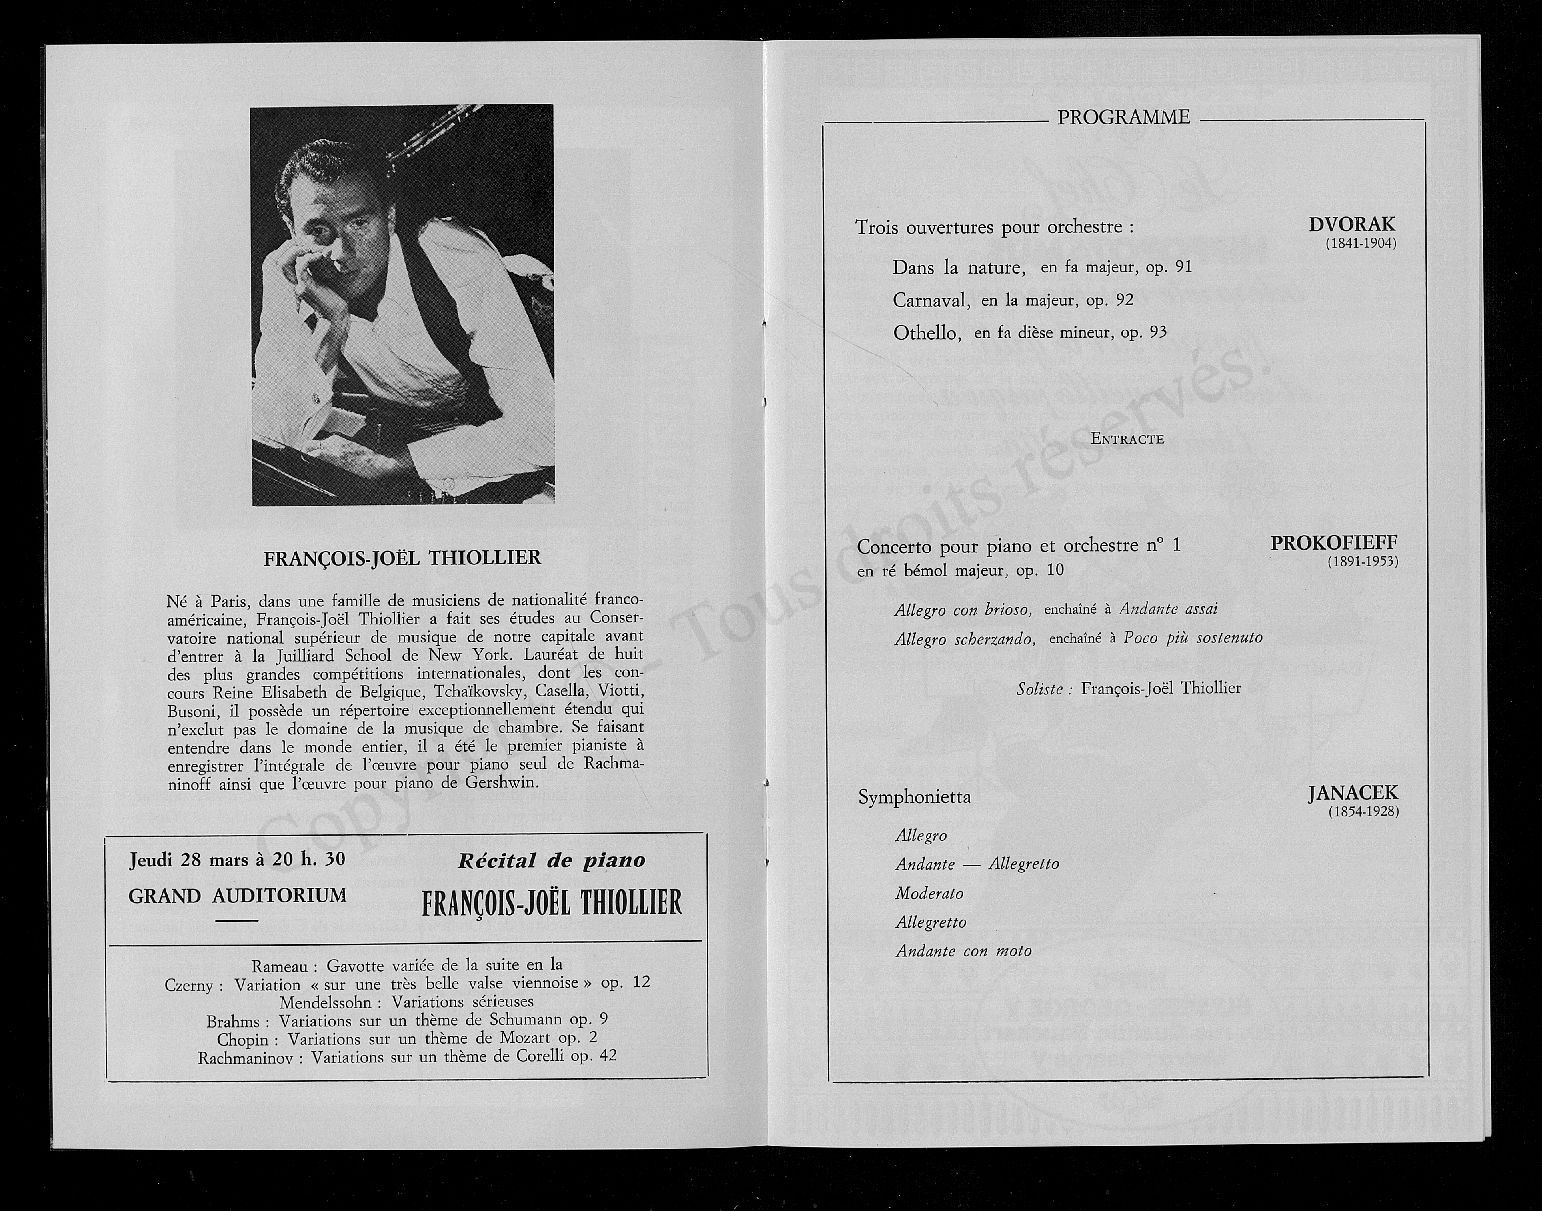 FRANÇOIS-JOËL THIOLLIER
Né à Paris, dans une famille de musiciens de nationalité franco-
américaine, François-Joël Thiollier a fait ses études au Conser-
vatoire national supérieur de musique de notre capitale avant
d'entrer à la Juilliard School de New York. Lauréat de huit
des plus grandes compétitions internationales, dont les con-
cours Reine Elisabeth de Belgique, Tchaïkovsky, Casella, Viotti,
Busoni, il possède un répertoire exceptionnellement étendu qui
n'exclut pas le domaine de la musique de chambre. Se faisant
entendre dans le monde entier, il a été le premier pianiste à
enregistrer l'intégrale de l'œuvre pour piano seul de Rachma-
ninoff ainsi que l'œuvre pour piano de Gershwin.
Jeudi 28 mars à 20 h. 30
GRAND AUDITORIUM
Récital de piano
FRANÇOIS-JOËL THIOLLIER
Rameau : Gavotte variée de la suite en la
Czerny : Variation « sur une très belle valse viennoise » op. 12
Mendelssohn : Variations sérieuses
Brahms : Variations sur un thème de Schumann op. 9
Chopin : Variations sur un thème de Mozart op. 2
Rachmaninov : Variations sur un thème de Corelli op. 42
PROGRAMME
Trois ouvertures pour orchestre : DVORAK
(1841-1904)
Dans la nature, en fa majeur, op. 91
Carnaval, en la majeur, op. 92
Othello, en fa dièse mineur, op. 93
ENTRACTE
Concerto pour piano et orchestre n° 1 PROKOFIEFF
en ré bémol majeur, op. 10 (1891-1953)
Allegro con brioso, enchaîné à Andante assai
Allegro scherzando, enchaîné à Poco più sostenuto
Soliste : François-Joël Thiollier
Symphonietta JANACEK
(1854-1928)
Allegro
Andante — Allegretto
Moderato
Allegretto
Andante con moto
- Tous droits réservés.